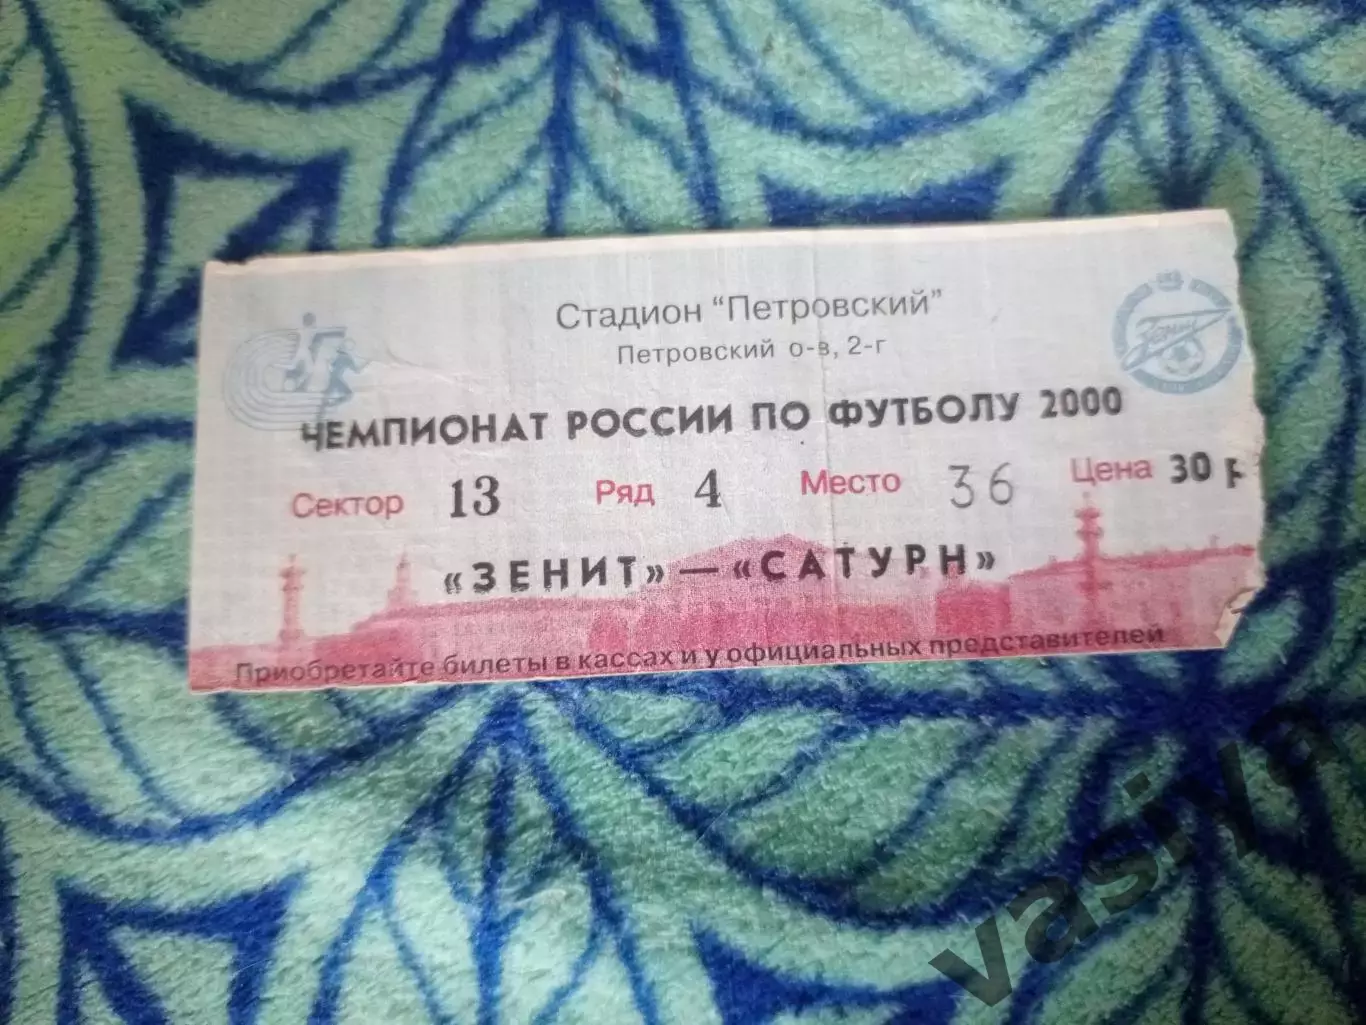 Стадион "Петровский"
Петровский о-в, 2-г
Зенит
ЧЕМПИОНАТ РОССИИ ПО ФУТБОЛУ 2000
Сектор 13 Ряд 4 Место 36 Цена 30 р
«ЗЕНИТ» — «САТУРН»
Приобретайте билеты в кассах и у официальных представителей